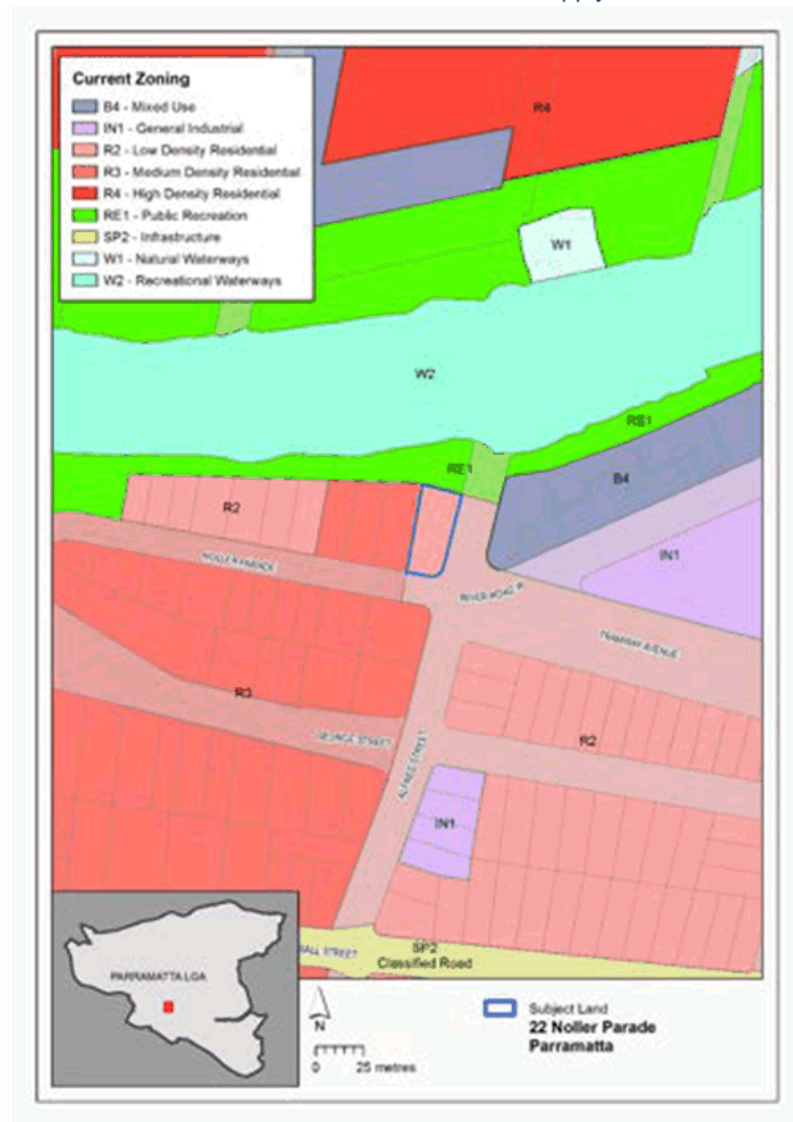 Current Zoning
B4 - Mixed Use
IN1 - General Industrial
R2 - Low Density Residential
R3 - Medium Density Residential
R4 - High Density Residential
RE1 - Public Recreation
SP2 - Infrastructure
W1 - Natural Waterways
W2 - Recreational Waterways
R4
W1
W2
RE1
RE1
B4
R2
IN1
NOLLER PARADE
RIVER ROAD W
TRAMWAY AVENUE
R3
GEORGE STREET
R2
ALFRED STREET
IN1
STREET
SP2
Classified Road
PARRAMATTA LGA
N
0 25 metres
Subject Land
22 Noller Parade
Parramatta